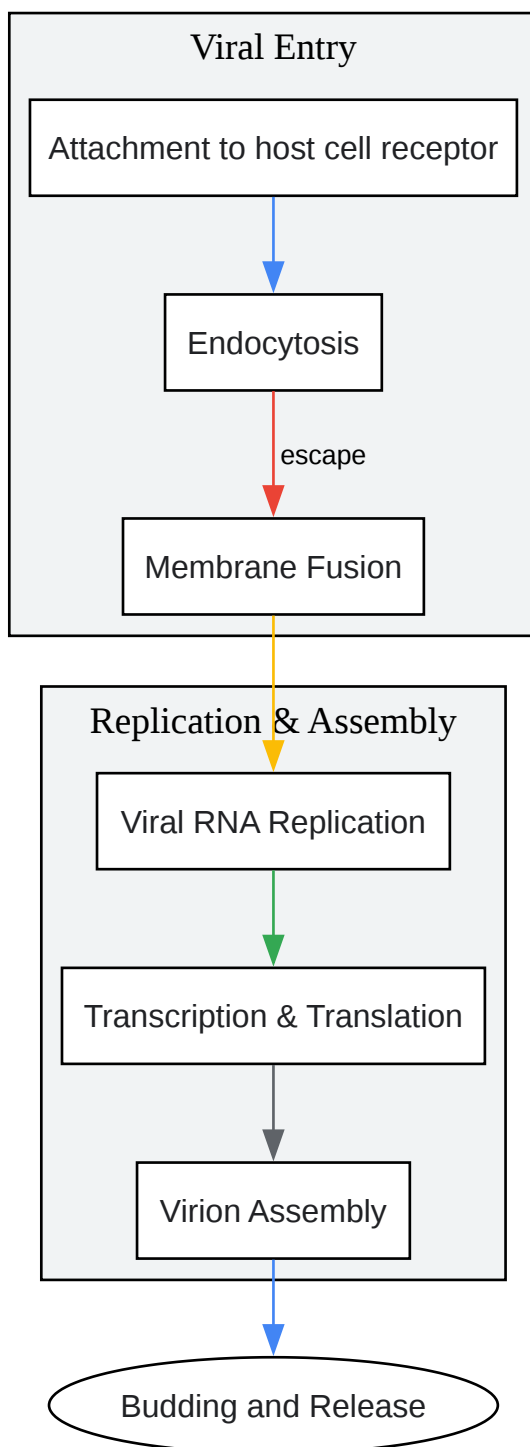 Viral Entry
Attachment to host cell receptor
Endocytosis
escape
Membrane Fusion
Replication & Assembly
Viral RNA Replication
Transcription & Translation
Virion Assembly
Budding and Release